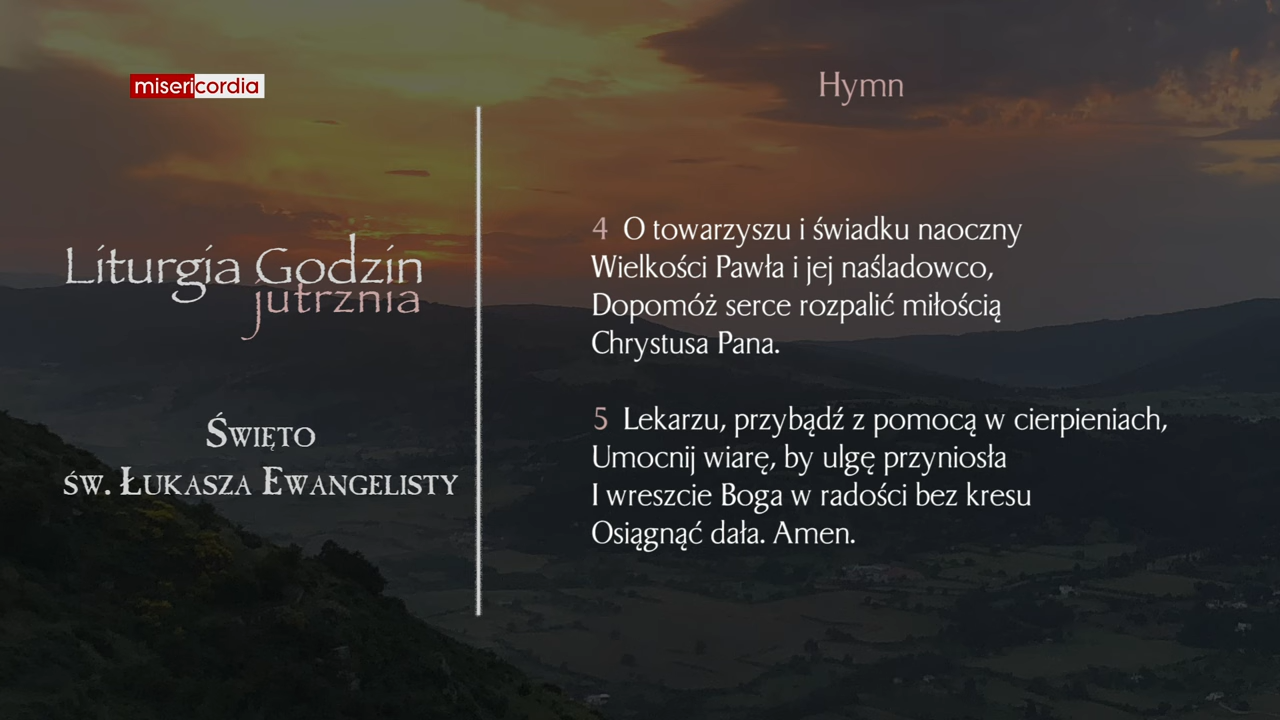 misericordia
Liturgia Godzin
jutrznia
Święto
św. Łukasza Ewangelisty
Hymn
4 O towarzyszu i świadku naoczny
Wielkości Pawła i jej naśladowco,
Dopomóż serce rozpalić miłością
Chrystusa Pana.
5 Lekarzu, przybądź z pomocą w cierpieniach,
Umocnij wiarę, by ulgę przyniosła
I wreszcie Boga w radości bez kresu
Osiągnąć dała. Amen.